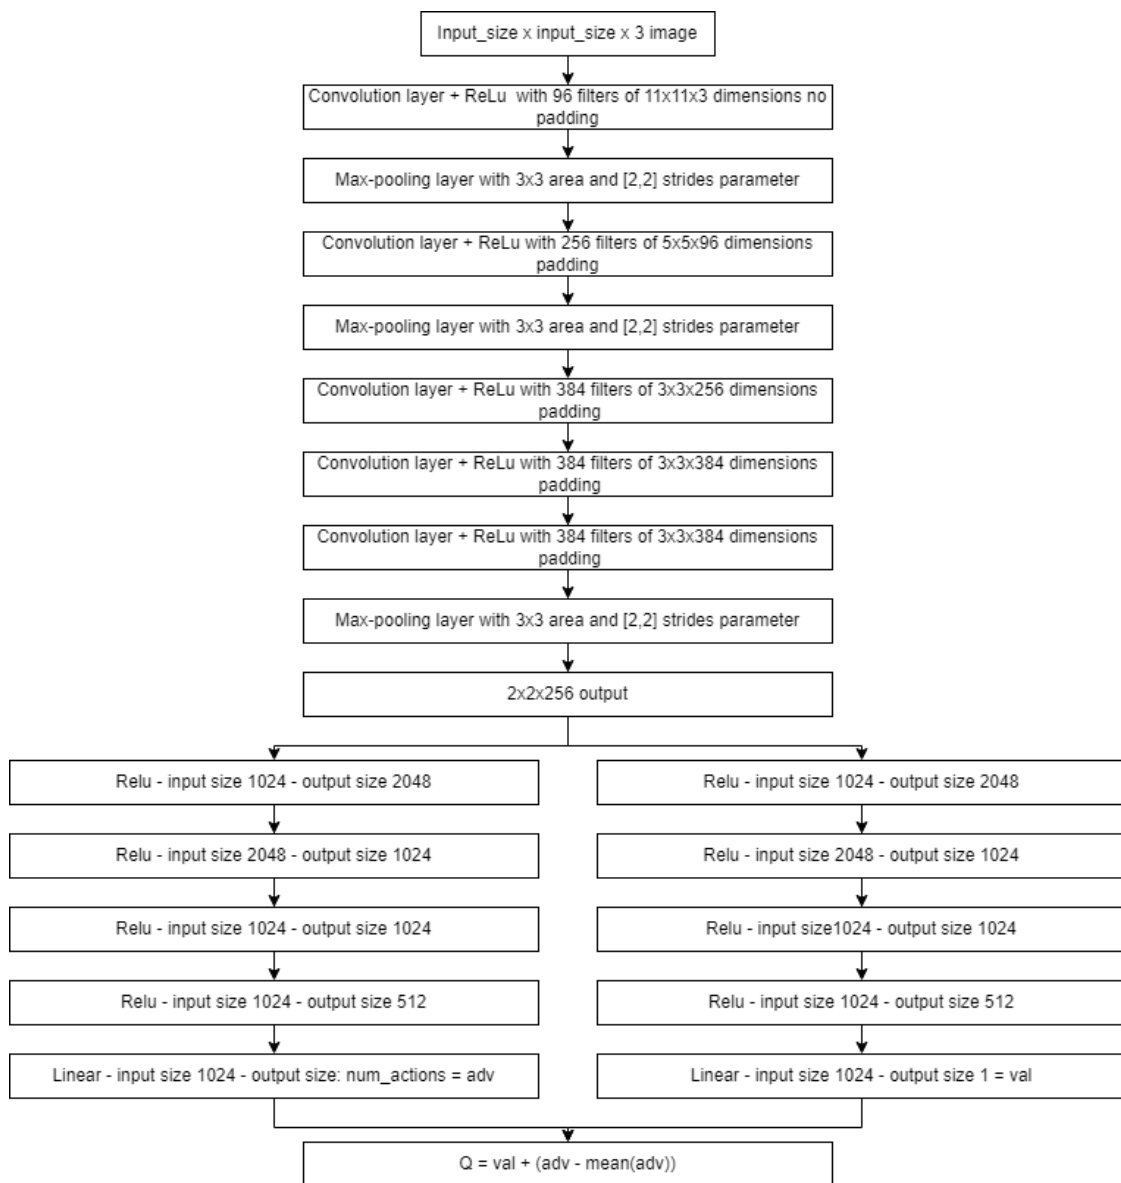 Input_size x input_size x 3 image
Convolution layer + ReLu with 96 filters of 11x11x3 dimensions no
padding
Max-pooling layer with 3x3 area and [2,2] strides parameter
Convolution layer + ReLu with 256 filters of 5x5x96 dimensions
padding
Max-pooling layer with 3x3 area and [2,2] strides parameter
Convolution layer + ReLu with 384 filters of 3x3x256 dimensions
padding
Convolution layer + ReLu with 384 filters of 3x3x384 dimensions
padding
Convolution layer + ReLu with 384 filters of 3x3x384 dimensions
padding
Max-pooling layer with 3x3 area and [2,2] strides parameter
2x2x256 output
Relu - input size 1024 - output size 2048
Relu - input size 2048 - output size 1024
Relu - input size 1024 - output size 1024
Relu - input size 1024 - output size 512
Linear - input size 1024 - output size: num_actions = adv
Relu - input size 1024 - output size 2048
Relu - input size 2048 - output size 1024
Relu - input size1024 - output size 1024
Relu - input size 1024 - output size 512
Linear - input size 1024 - output size 1 = val
Q = val + (adv - mean(adv))